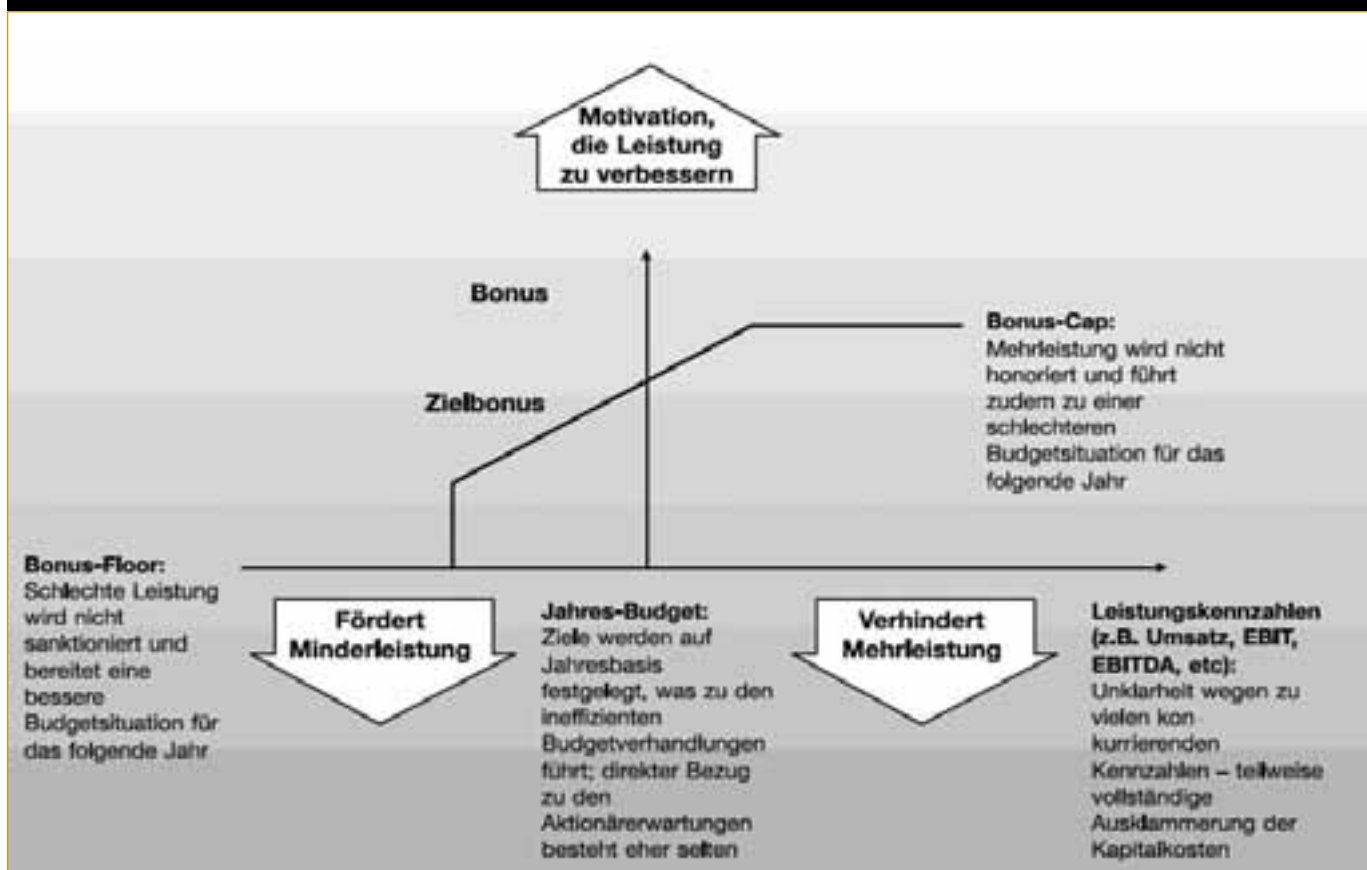 Motivation,
die Leistung
zu verbessern
Bonus
Zielbonus
Bonus-Cap:
Mehrleistung wird nicht
honoriert und führt
zudem zu einer
schlechteren
Budgetsituation für das
folgende Jahr
Bonus-Floor:
Schlechte Leistung
wird nicht
sanktioniert und
bereitet eine
bessere
Budgetsituation für
das folgende Jahr
Fördert
Minderleistung
Jahres-Budget:
Ziele werden auf
Jahresbasis
festgelegt, was zu den
ineffizienten
Budgetverhandlungen
führt; direkter Bezug
zu den
Aktionärerwartungen
besteht eher selten
Verhindert
Mehrleistung
Leistungskennzahlen
(z.B. Umsatz, EBIT,
EBITDA, etc):
Unklarheit wegen zu
vielen kon
kurrierenden
Kennzahlen – teilweise
vollständige
Ausklammerung der
Kapitalkosten